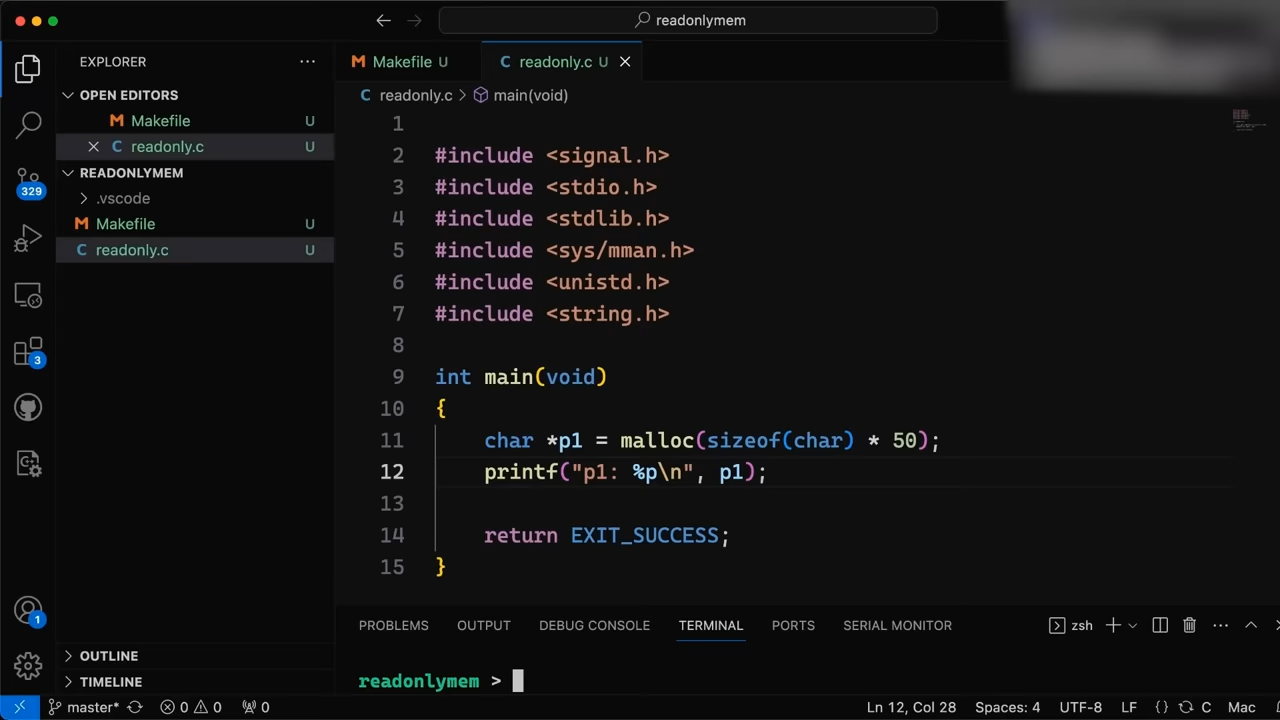 readonlymem
EXPLORER ···
OPEN EDITORS
M Makefile U
C readonly.c U
READONLYMEM
.vscode
M Makefile U
C readonly.c U
OUTLINE
TIMELINE
329
3
1
M Makefile U
C readonly.c U
C readonly.c > main(void)
1
2 #include <signal.h>
3 #include <stdio.h>
4 #include <stdlib.h>
5 #include <sys/mman.h>
6 #include <unistd.h>
7 #include <string.h>
8
9 int main(void)
10 {
11 char *p1 = malloc(sizeof(char) * 50);
12 printf("p1: %p\n", p1);
13
14 return EXIT_SUCCESS;
15 }
PROBLEMS OUTPUT DEBUG CONSOLE TERMINAL PORTS SERIAL MONITOR zsh
readonlymem >
master* 0 0 0 Ln 12, Col 28 Spaces: 4 UTF-8 LF {} C Mac